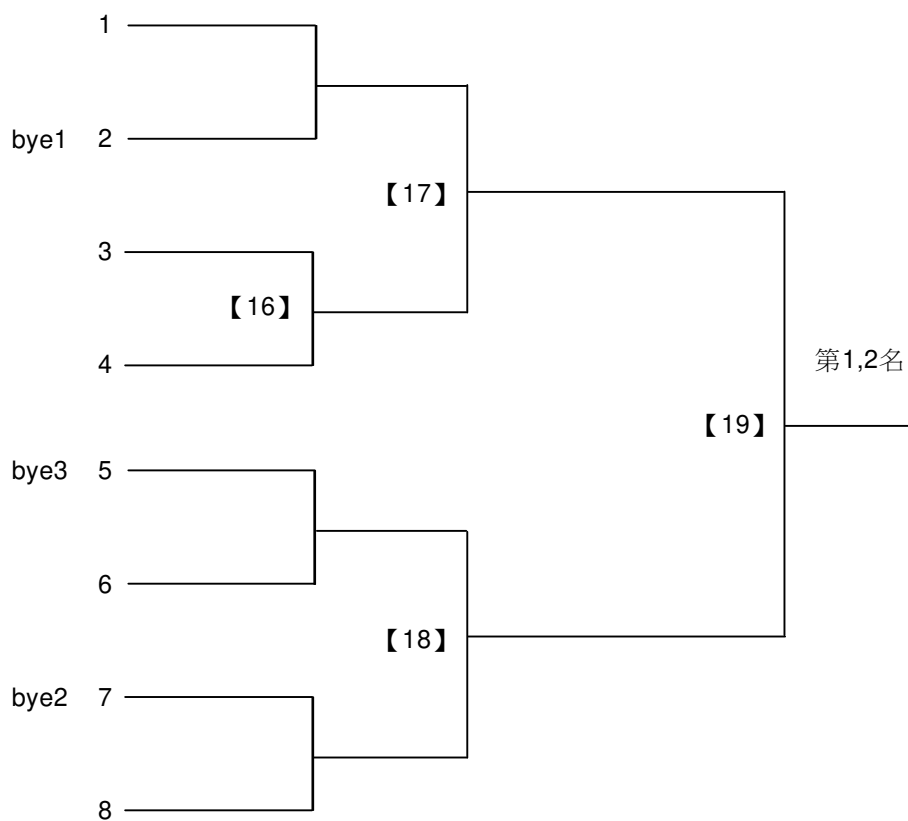 1
bye1 2
【17】
3
【16】
4
第1,2名
【19】
bye3 5
6
【18】
bye2 7
8